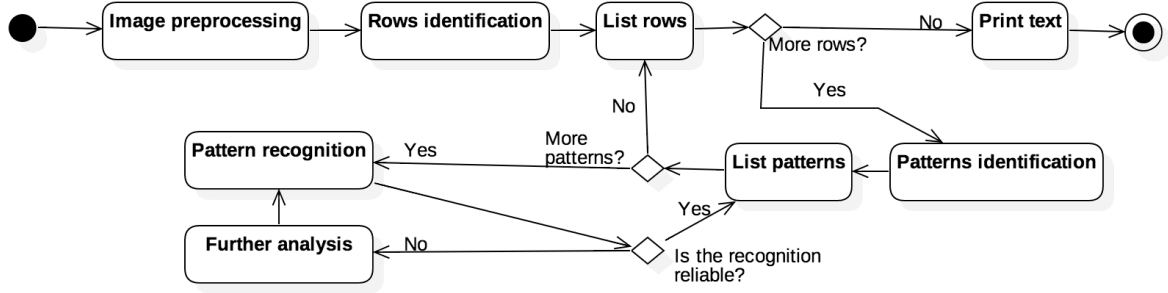 Image preprocessing
Rows identification
List rows
More rows?
No
Print text
Yes
No
More
patterns?
Yes
Pattern recognition
List patterns
Patterns identification
Yes
Further analysis
No
Is the recognition
reliable?